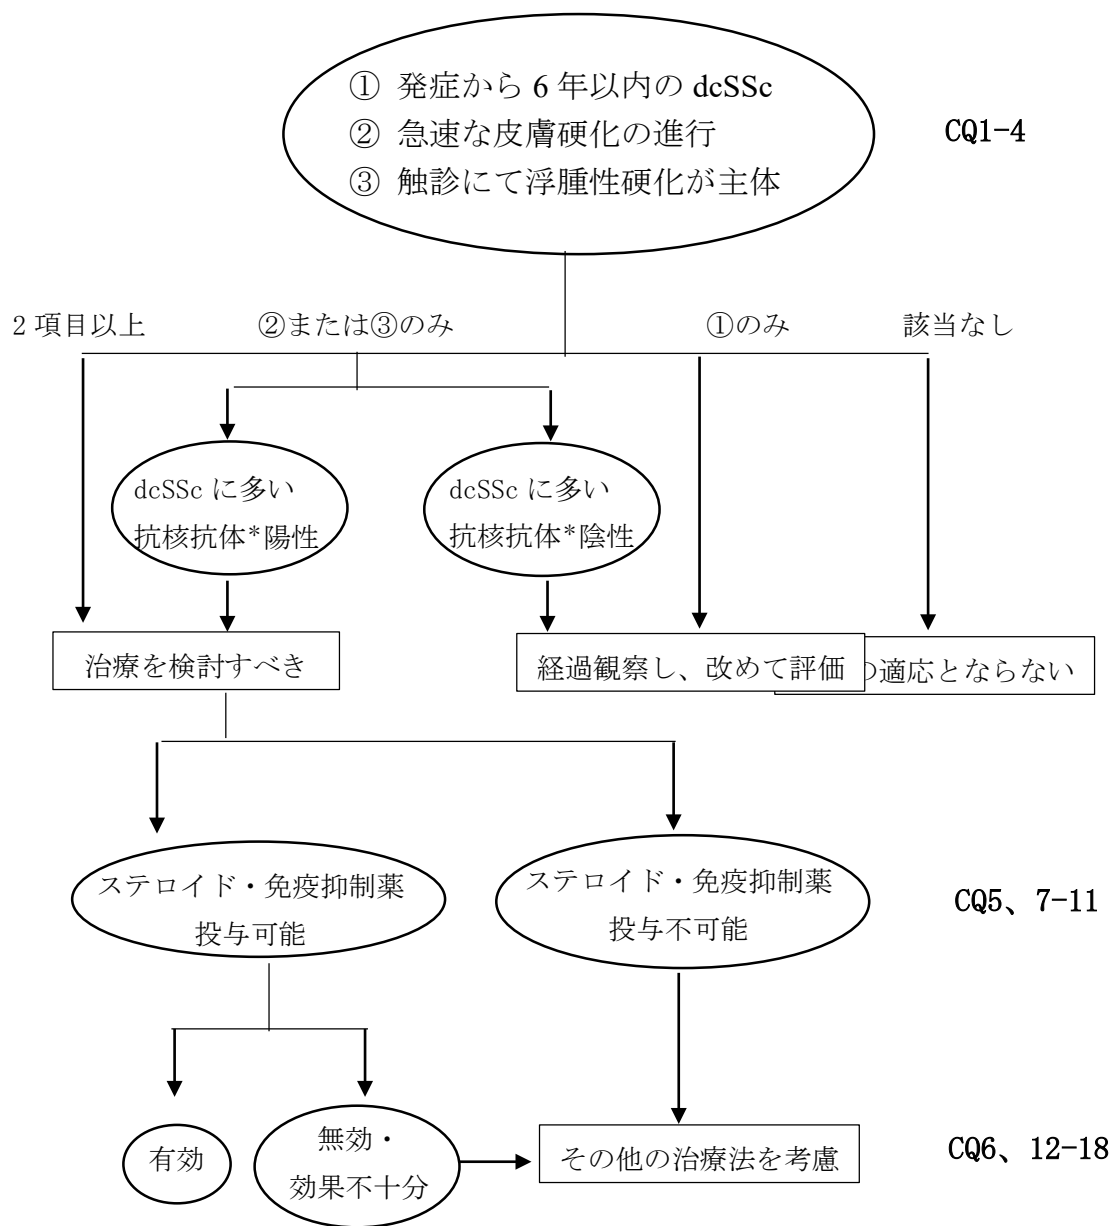 ① 発症から 6 年以内の dcSSc
② 急速な皮膚硬化の進行
③ 触診にて浮腫性硬化が主体
CQ1-4
2 項目以上
②または③のみ
①のみ
該当なし
dcSSc に多い
抗核抗体*陽性
dcSSc に多い
抗核抗体*陰性
治療を検討すべき
経過観察し、改めて評価
の適応とならない
ステロイド・免疫抑制薬
投与可能
ステロイド・免疫抑制薬
投与不可能
CQ5、7-11
有効
無効・
効果不十分
その他の治療法を考慮
CQ6、12-18